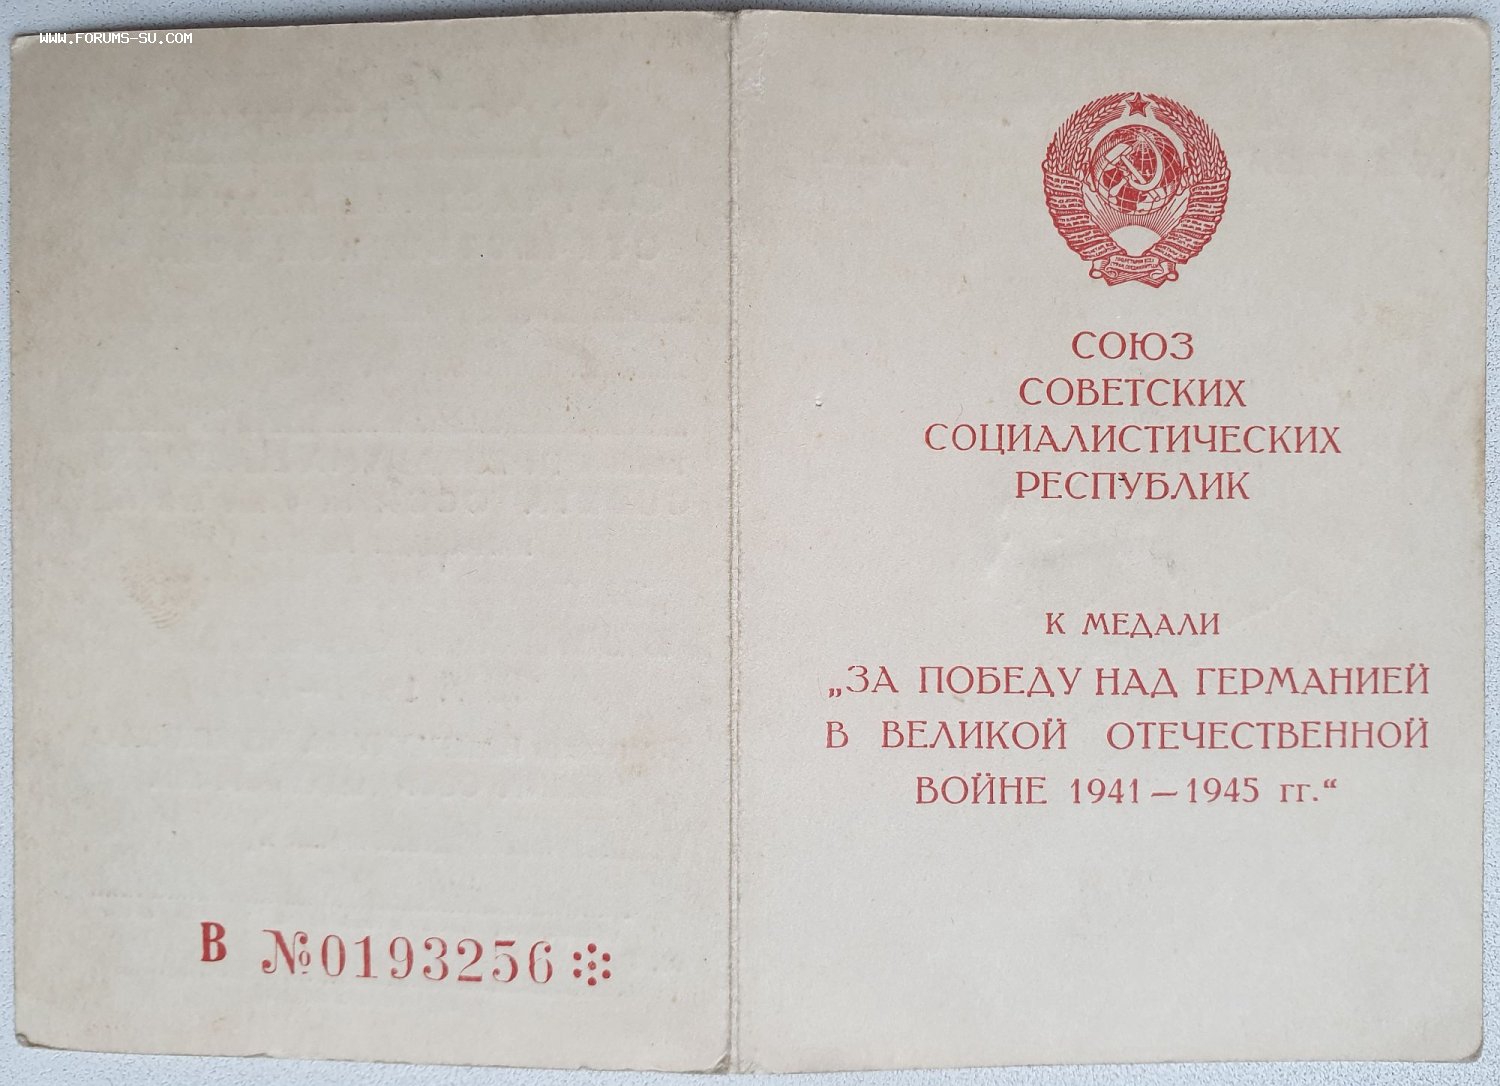 WWW.FORUMS-SU.COM
В №0193256
СОЮЗ
СОВЕТСКИХ
СОЦИАЛИСТИЧЕСКИХ
РЕСПУБЛИК
К МЕДАЛИ
„ЗА ПОБЕДУ НАД ГЕРМАНИЕЙ
В ВЕЛИКОЙ ОТЕЧЕСТВЕННОЙ
ВОЙНЕ 1941—1945 гг.“